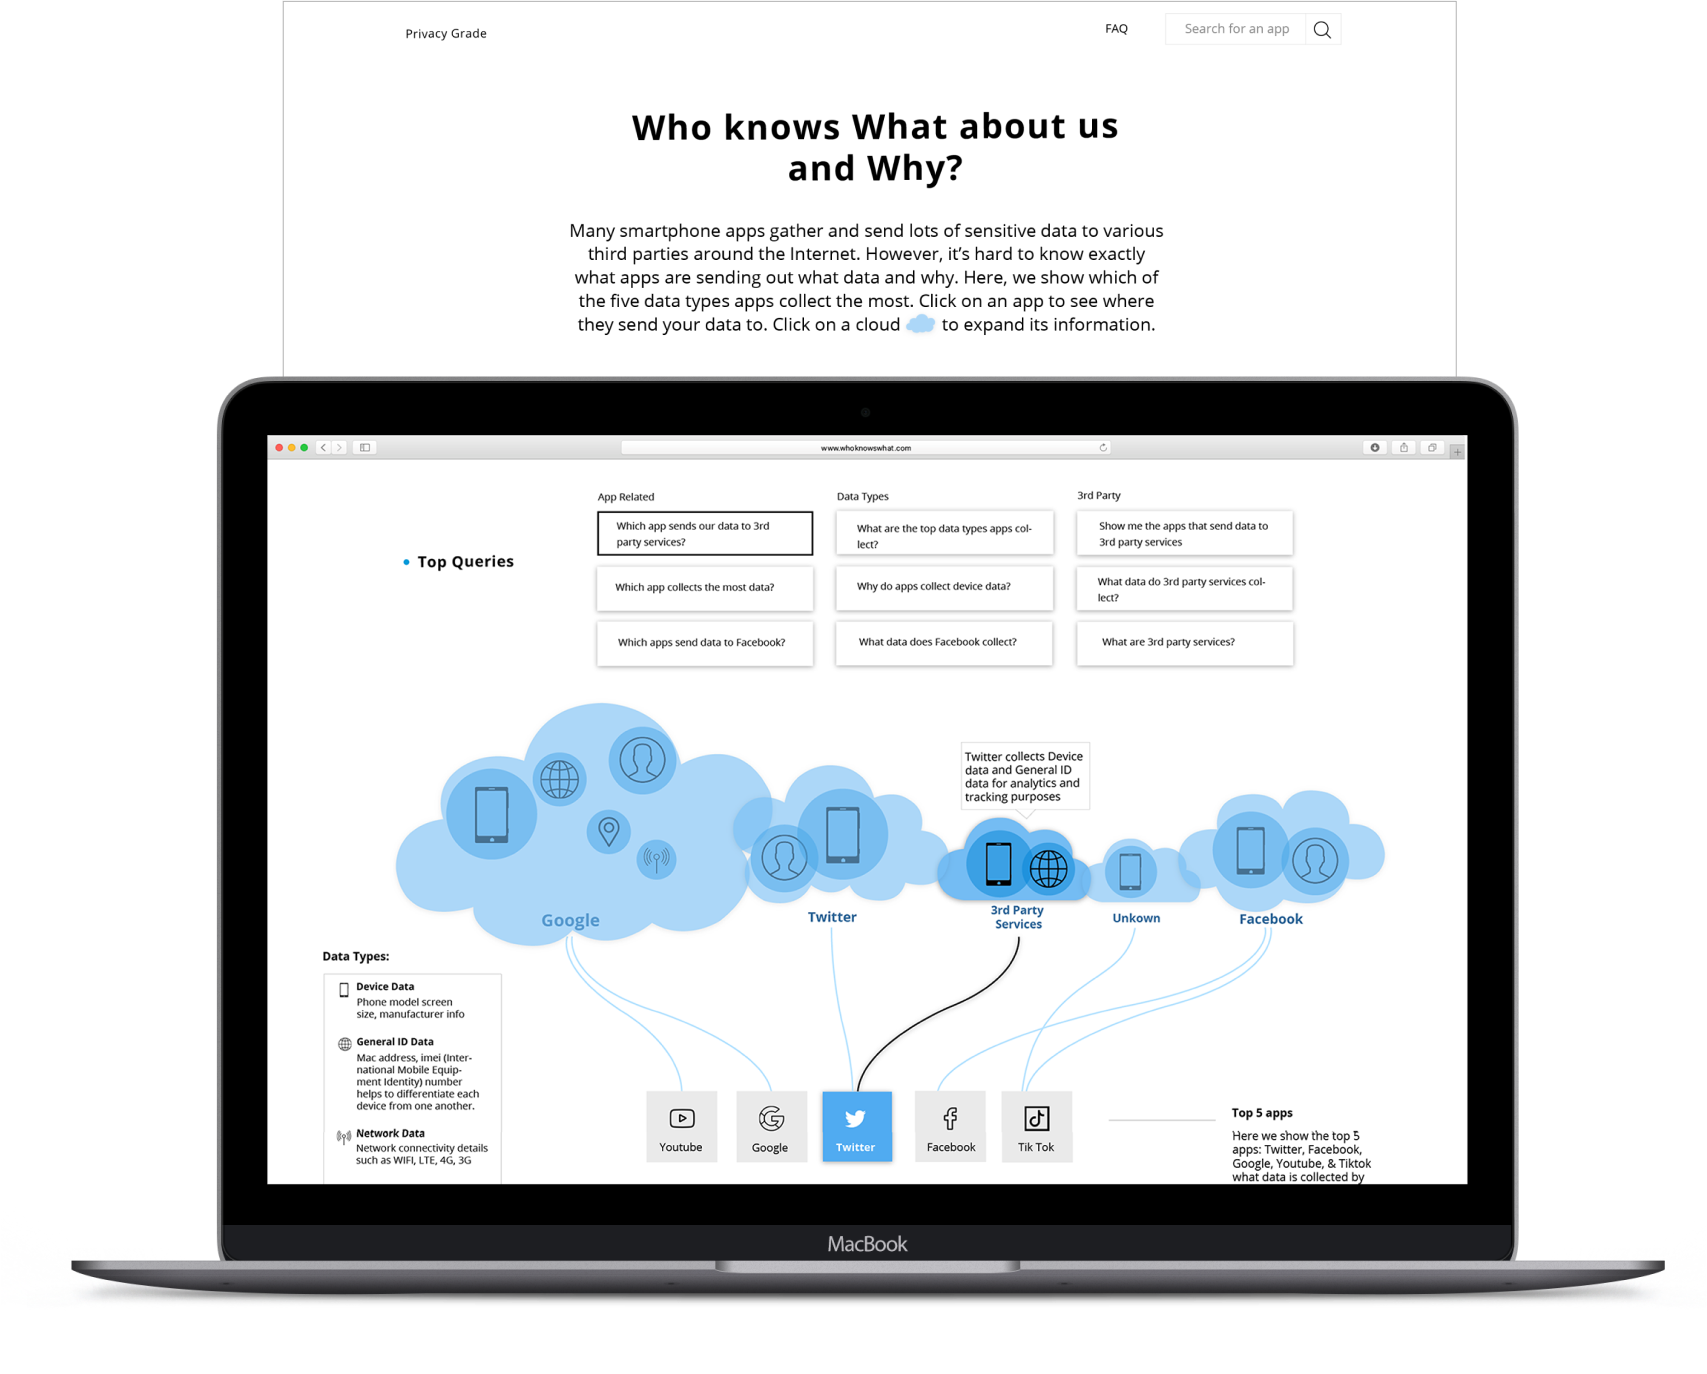 Privacy Grade
FAQ
Search for an app
Who knows What about us
and Why?
Many smartphone apps gather and send lots of sensitive data to various
third parties around the Internet. However, it's hard to know exactly
what apps are sending out what data and why. Here, we show which of
the five data types apps collect the most. Click on an app to see where
they send your data to. Click on a cloud to expand its information.
www.whoknowswhat.com
Top Queries
App Related
Which app sends our data to 3rd
party services?
Which app collects the most data?
Which apps send data to Facebook?
Data Types
What are the top data types apps col-
lect?
Why do apps collect device data?
What data does Facebook collect?
3rd Party
Show me the apps that send data to
3rd party services
What data do 3rd party services col-
lect?
What are 3rd party services?
Twitter collects Device
data and General ID
data for analytics and
tracking purposes
Google
Twitter
3rd Party
Services
Unkown
Facebook
Data Types:
Device Data
Phone model screen
size, manufacturer info
General ID Data
Mac address, imei (Inter-
national Mobile Equip-
ment Identity) number
helps to differentiate each
device from one another.
Network Data
Network connectivity details
such as WIFI, LTE, 4G, 3G
Youtube
Google
Twitter
Facebook
Tik Tok
Top 5 apps
Here we show the top 5
apps: Twitter, Facebook,
Google, Youtube, & Tiktok
what data is collected by
MacBook